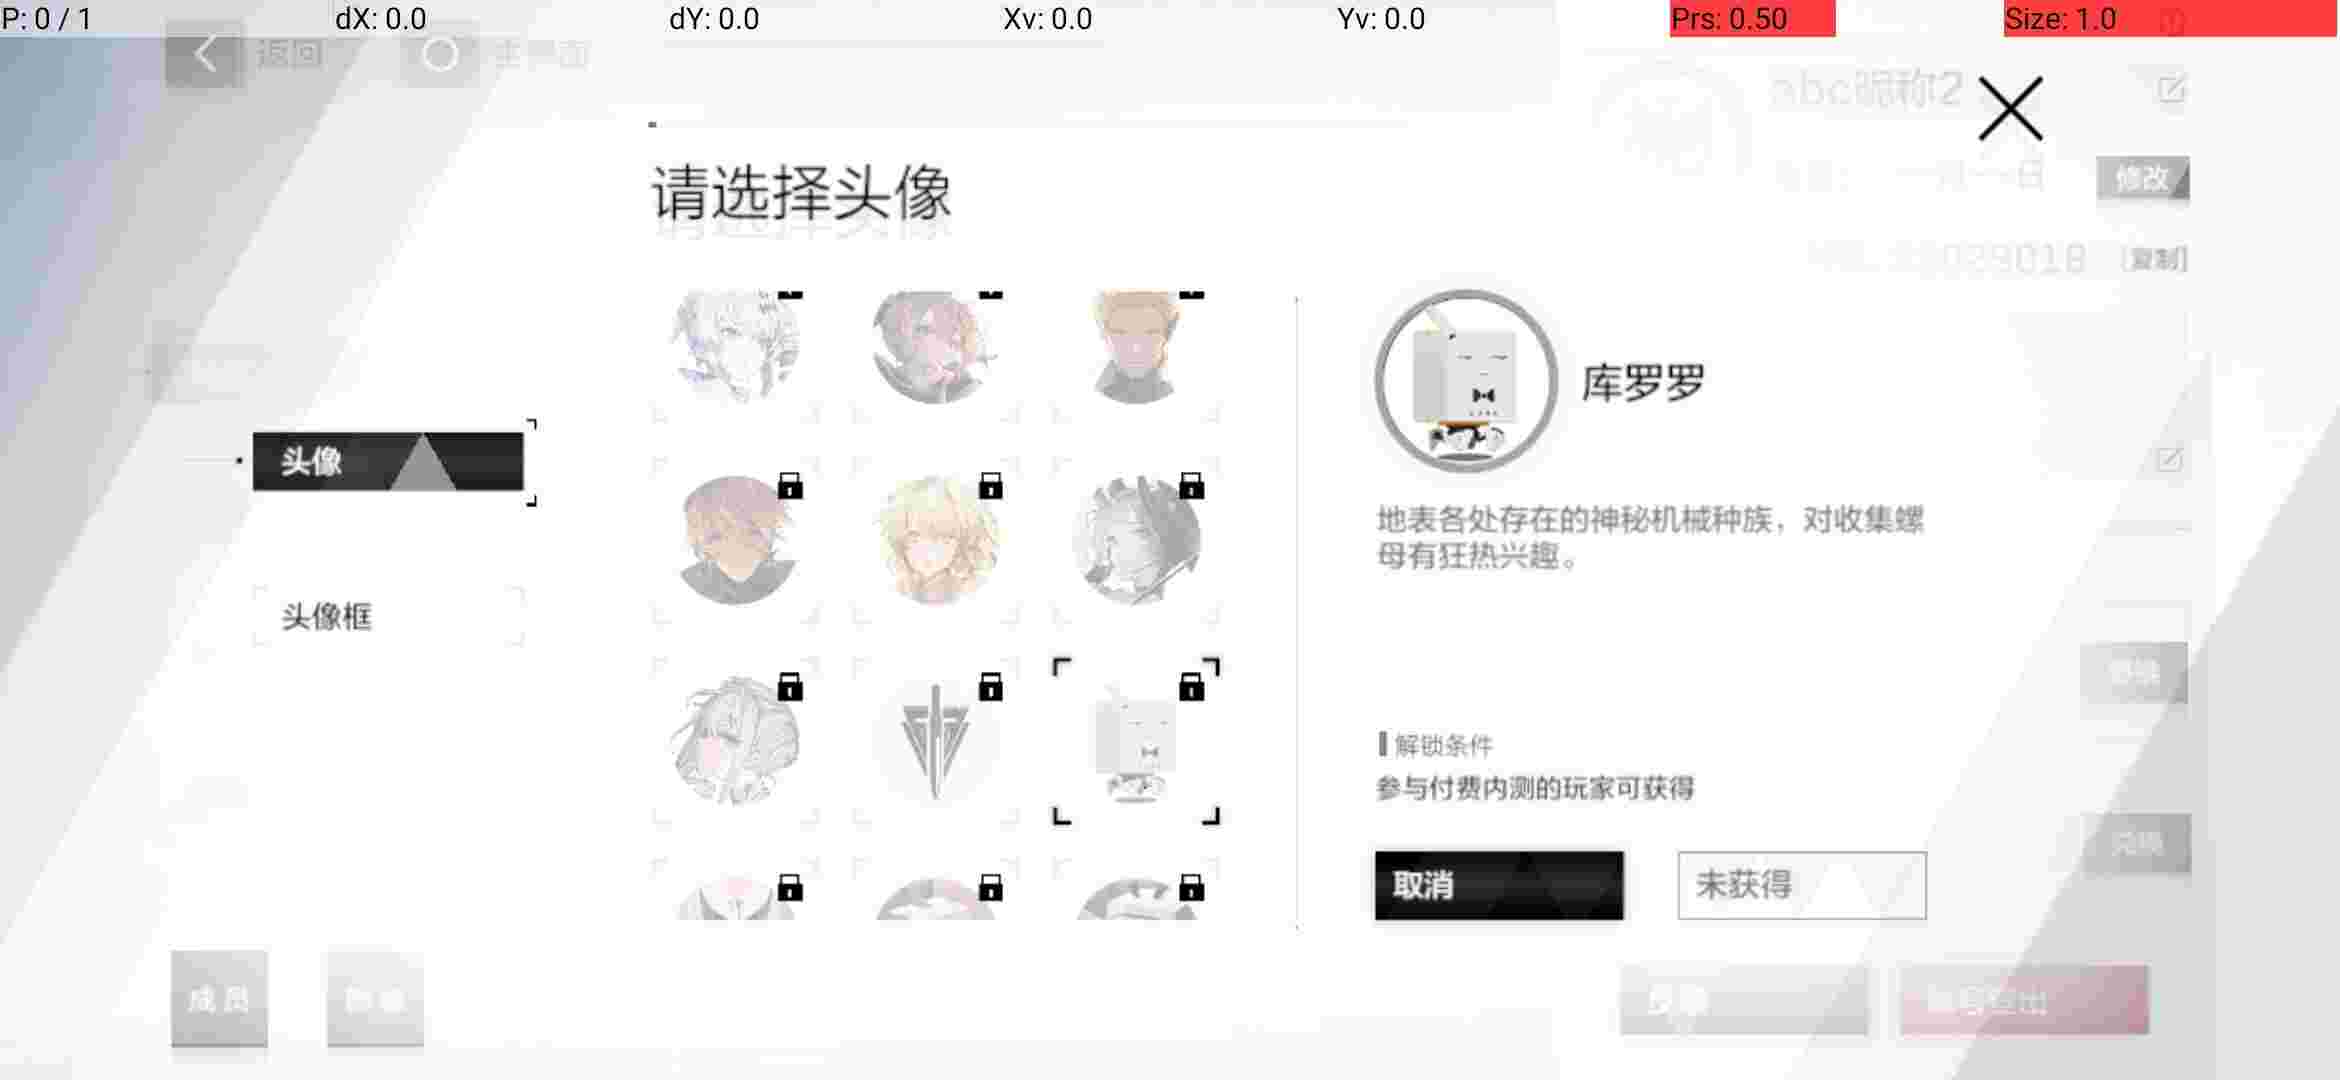 P: 0 / 1
dX: 0.0
dY: 0.0
Xv: 0.0
Yv: 0.0
Prs: 0.50
Size: 1.0
返回
主界面
abc昵称2
请选择头像
日
修改
029018
[复制]
库罗罗
头像
地表各处存在的神秘机械种族，对收集螺
母有狂热兴趣。
头像框
解锁条件
参与付费内测的玩家可获得
兑换
取消
未获得
成员